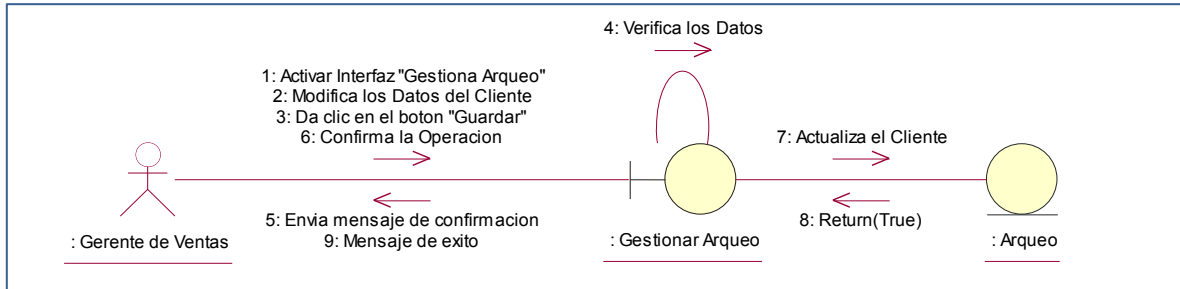 4: Verifica los Datos
1: Activar Interfaz "Gestiona Arqueo"
2: Modifica los Datos del Cliente
3: Da clic en el boton "Guardar"
6: Confirma la Operacion
7: Actualiza el Cliente
5: Envia mensaje de confirmacion
9: Mensaje de exito
8: Return(True)
: Gerente de Ventas
: Gestionar Arqueo
: Arqueo